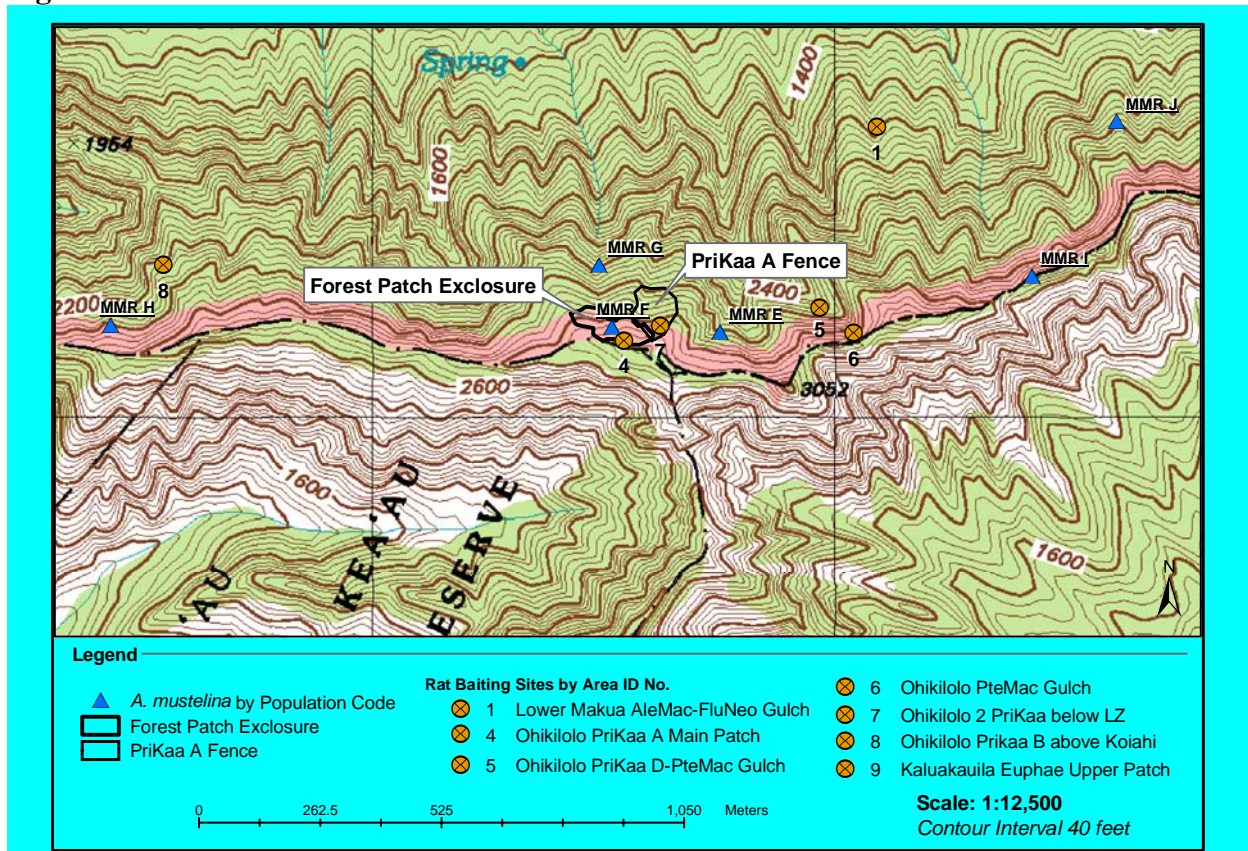 Spring
1400
MMR J
1954
1600
1
MMR G
PriKaa A Fence
Forest Patch Exclosure
MMR I
8
2200
MMR H
MMR F
2400
MMR E
5
6
4
7
2600
3052
1600
'AU
KEA'AU
ESERVE
1600
N
Legend
A. mustelina by Population Code
Forest Patch Exclosure
PriKaa A Fence
Rat Baiting Sites by Area ID No.
1 Lower Makua AleMac-FluNeo Gulch
4 Ohikilolo PriKaa A Main Patch
5 Ohikilolo PriKaa D-PteMac Gulch
6 Ohikilolo PteMac Gulch
7 Ohikilolo 2 PriKaa below LZ
8 Ohikilolo Prikaa B above Koiahi
9 Kaluakauila Euphae Upper Patch
0 262.5 525 1,050 Meters
Scale: 1:12,500
Contour Interval 40 feet